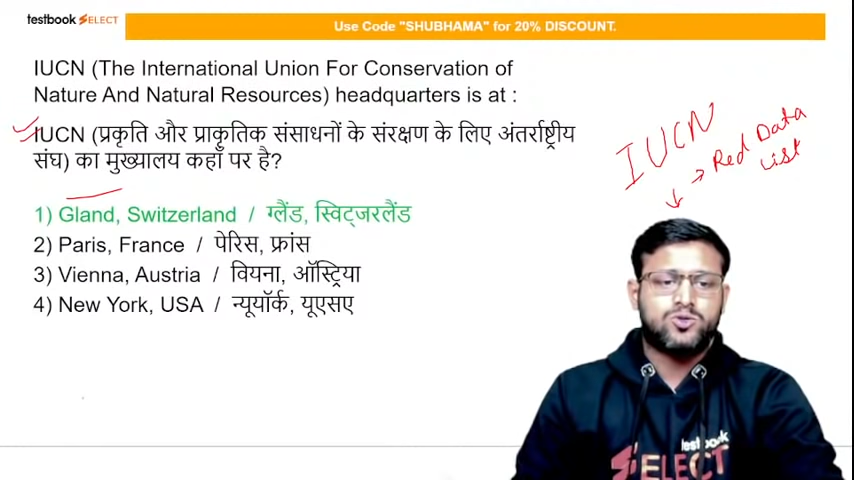 testbook SELECT
Use Code "SHUBHAMA" for 20% DISCOUNT.
IUCN (The International Union For Conservation of
Nature And Natural Resources) headquarters is at :
IUCN (प्रकृति और प्राकृतिक संसाधनों के संरक्षण के लिए अंतर्राष्ट्रीय
संघ) का मुख्यालय कहाँ पर है?
IUCN
Red Data
List
1) Gland, Switzerland / ग्लैंड, स्विट्जरलैंड
2) Paris, France / पेरिस, फ्रांस
3) Vienna, Austria / वियना, ऑस्ट्रिया
4) New York, USA / न्यूयॉर्क, यूएसए
testbook
SELECT